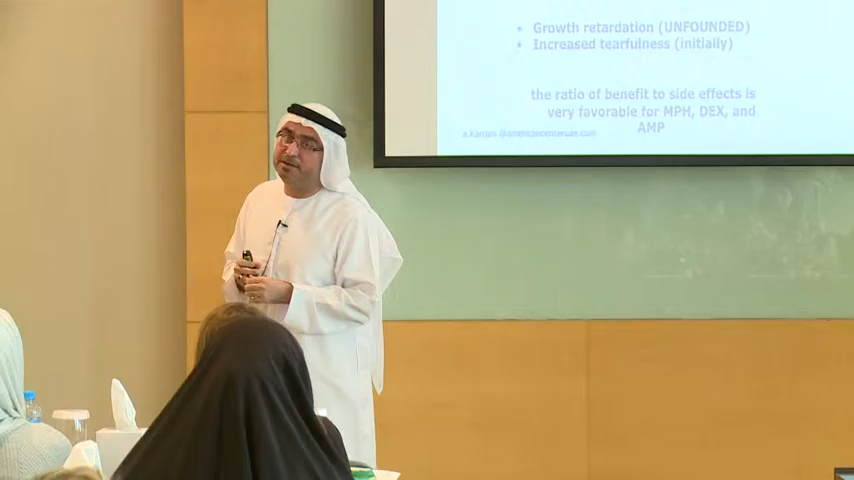 • Growth retardation (UNFOUNDED)
• Increased tearfulness (initially)
the ratio of benefit to side effects is
very favorable for MPH, DEX, and
AMP